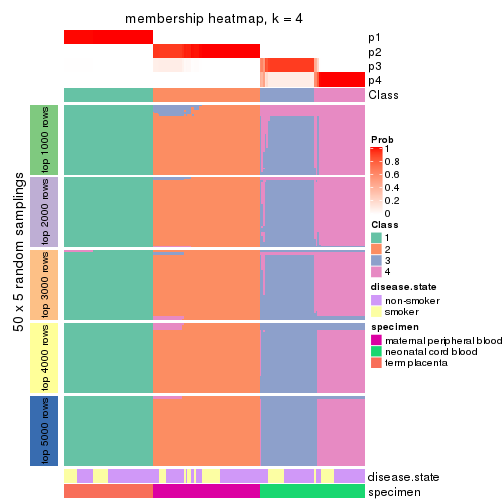 membership heatmap, k = 4
p1
p2
p3
p4
Class
50 x 5 random samplings
top 1000 rows
top 2000 rows
top 3000 rows
top 4000 rows
top 5000 rows
disease.state
specimen
Prob
1
0.8
0.6
0.4
0.2
0
Class
1
2
3
4
disease.state
non-smoker
smoker
specimen
maternal peripheral blood
neonatal cord blood
term placenta